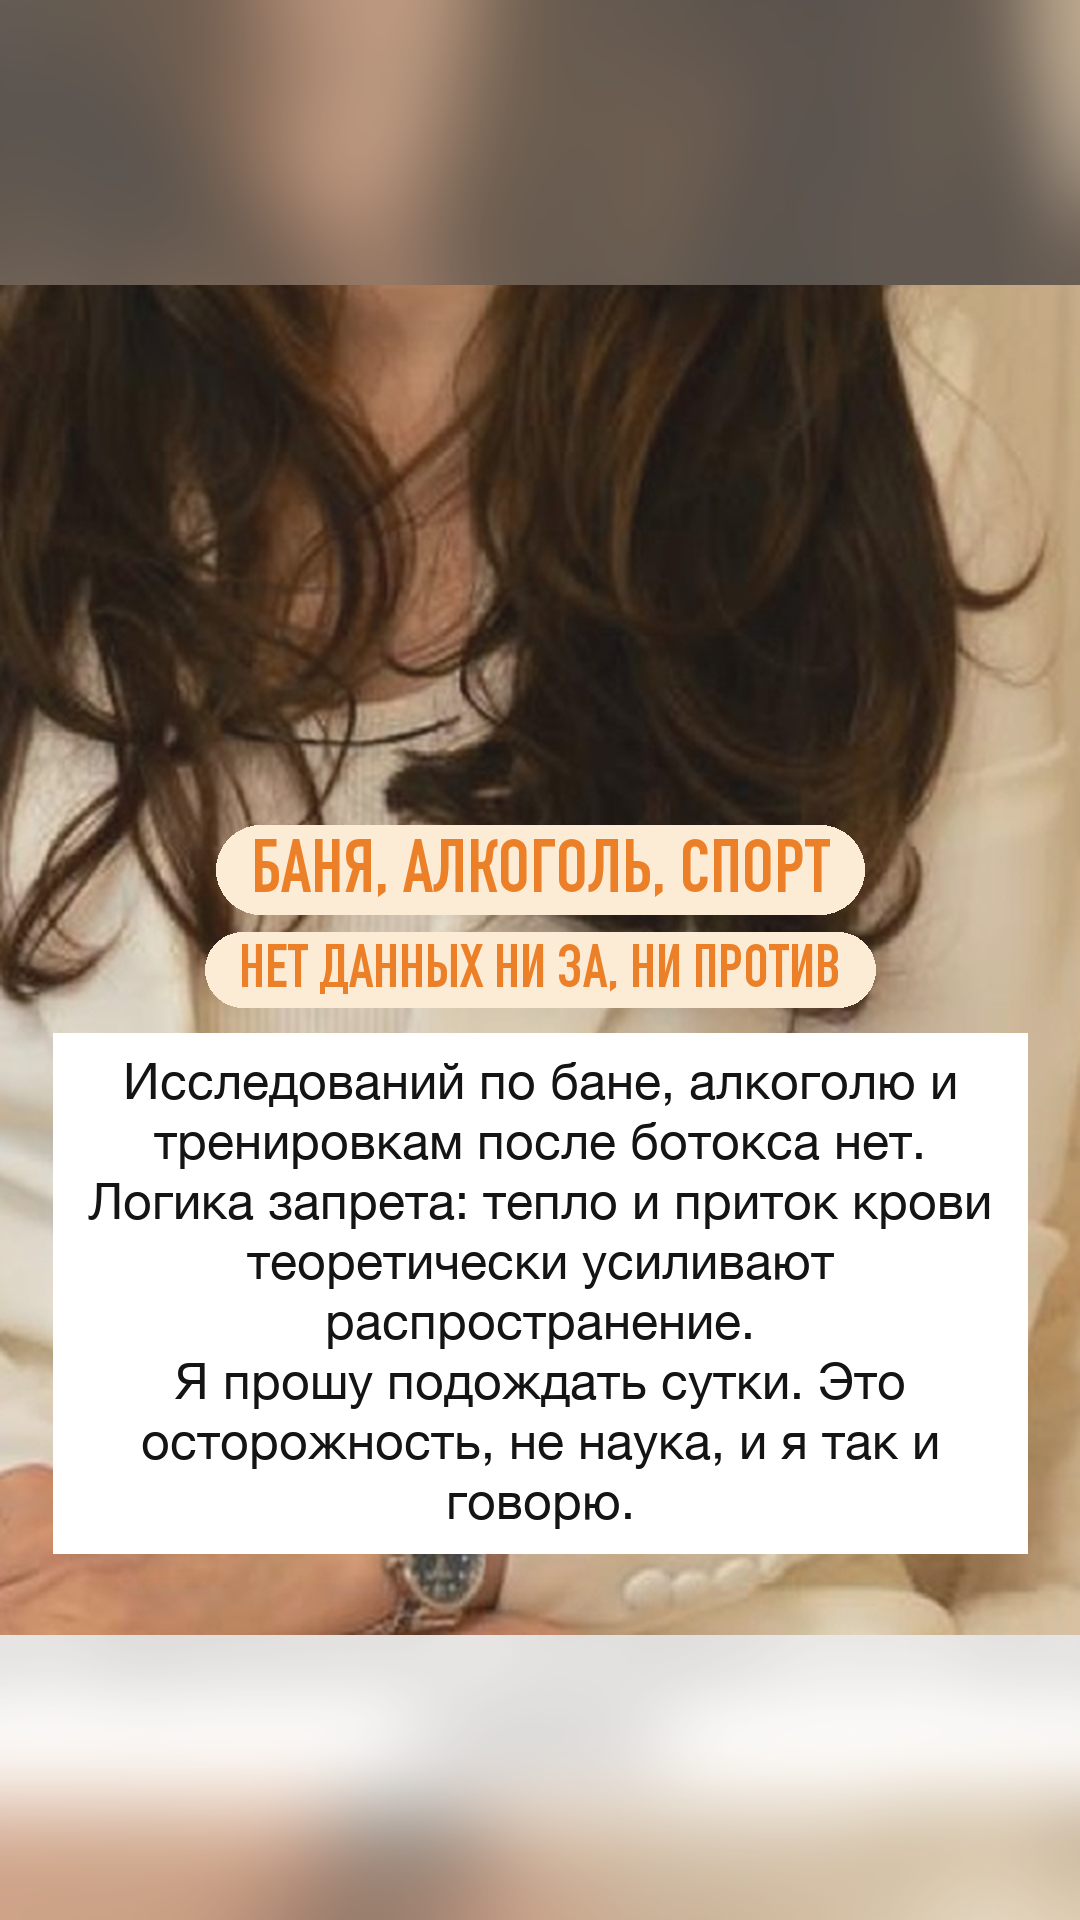 БАНЯ, АЛКОГОЛЬ, СПОРТ
НЕТ ДАННЫХ НИ ЗА, НИ ПРОТИВ
Исследований по бане, алкоголю и
тренировкам после ботокса нет.
Логика запрета: тепло и приток крови
теоретически усиливают
распространение.
Я прошу подождать сутки. Это
осторожность, не наука, и я так и
говорю.